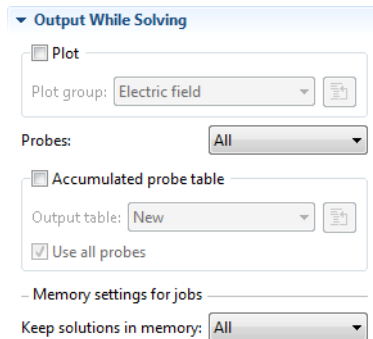 Output While Solving
Plot
Plot group: Electric field
Probes: All
Accumulated probe table
Output table: New
Use all probes
Memory settings for jobs
Keep solutions in memory: All